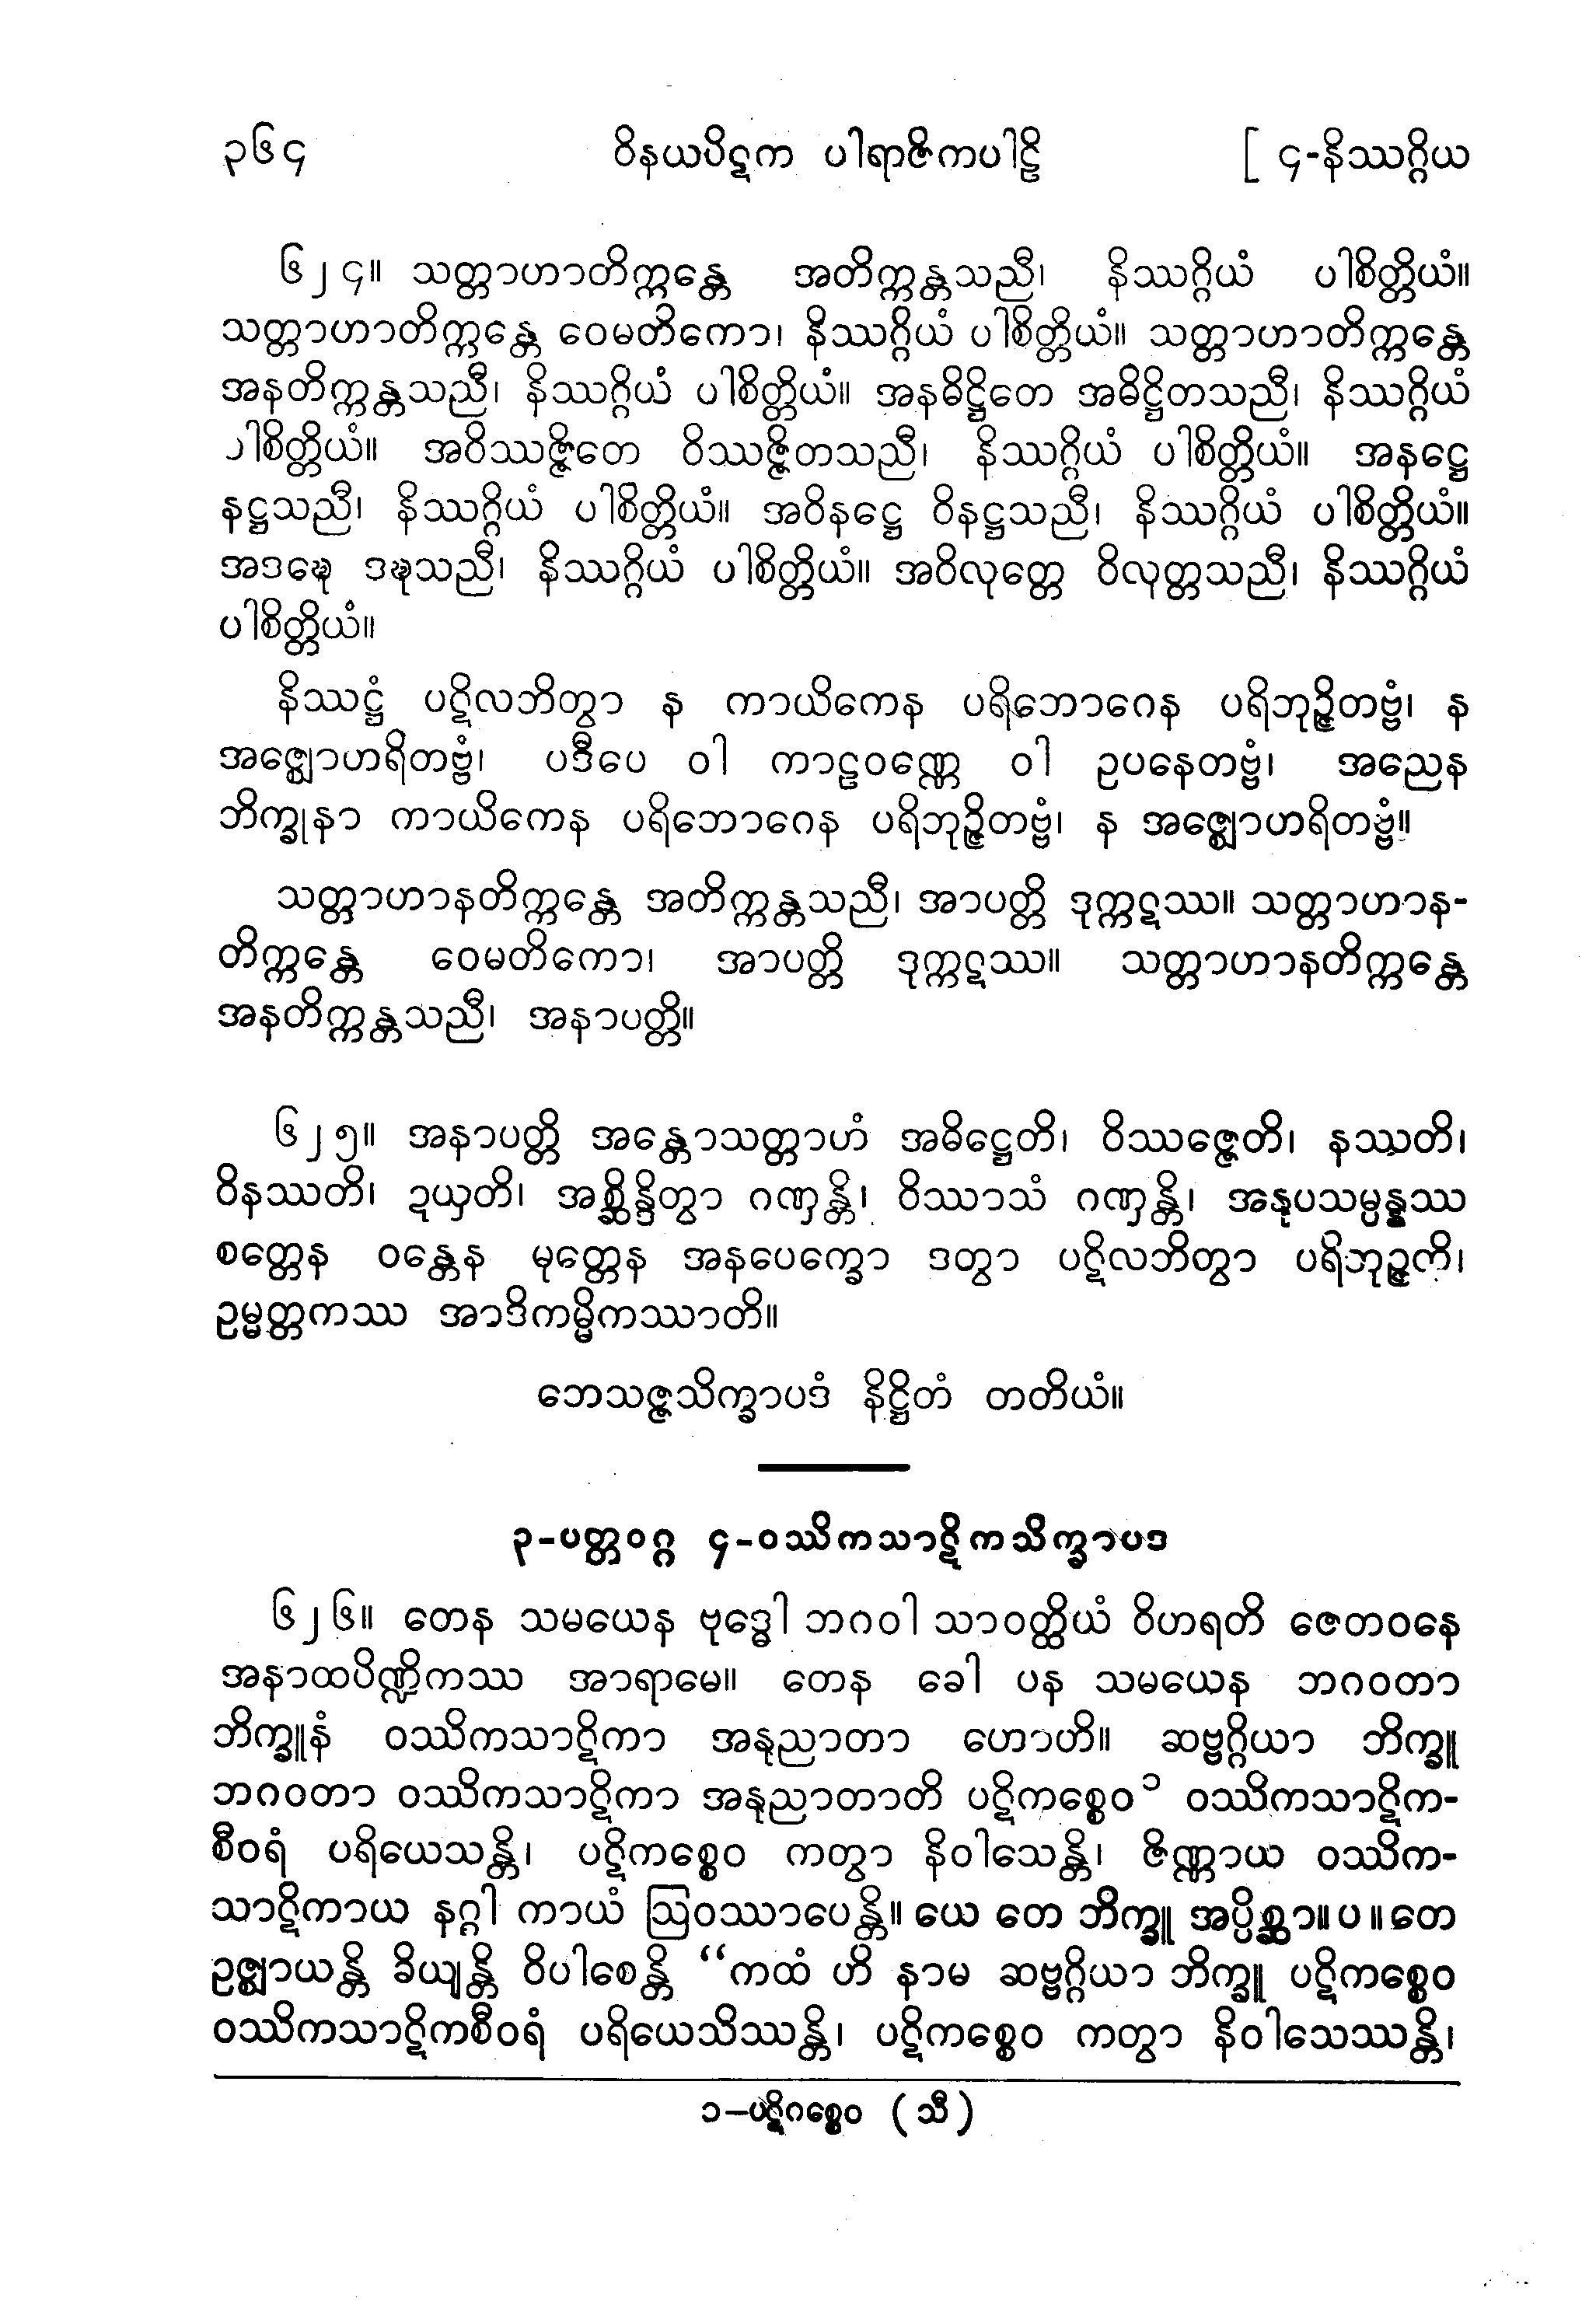 ၃၆၄ ဝိနယပိဋက ပါရာဇိကပါဠိ [ ၄-နိဿဂ္ဂိယ
၆၂၄။ သတ္တာဟာတိက္ကန္တေ အတိက္ကန္တသညီ၊ နိဿဂ္ဂိယံ ပါစိတ္တိယံ။
သတ္တာဟာတိက္ကန္တေ ဝေမတိကော၊ နိဿဂ္ဂိယံ ပါစိတ္တိယံ။ သတ္တာဟာတိက္ကန္တေ
အနတိက္ကန္တသညီ၊ နိဿဂ္ဂိယံ ပါစိတ္တိယံ။ အနဓိဋ္ဌိတေ အဓိဋ္ဌိတသညီ၊ နိဿဂ္ဂိယံ
ပါစိတ္တိယံ။ အဝိဿဇ္ဇိတေ ဝိဿဇ္ဇိတသညီ၊ နိဿဂ္ဂိယံ ပါစိတ္တိယံ။ အနဋ္ဌေ
နဋ္ဌသညီ၊ နိဿဂ္ဂိယံ ပါစိတ္တိယံ။ အဝိနဋ္ဌေ ဝိနဋ္ဌသညီ၊ နိဿဂ္ဂိယံ ပါစိတ္တိယံ။
အဒဍ္ဎေ ဒဍ္ဎသညီ၊ နိဿဂ္ဂိယံ ပါစိတ္တိယံ။ အဝိလုတ္တေ ဝိလုတ္တသညီ၊ နိဿဂ္ဂိယံ
ပါစိတ္တိယံ။
နိဿဋ္ဌံ ပဋိလဘိတွာ န ကာယိကေန ပရိဘောဂေန ပရိဘုဉ္ဇိတဗ္ဗံ၊ န
အဇ္ဈောဟရိတဗ္ဗံ၊ ပဒီပေ ဝါ ကာဠဝဏ္ဏေ ဝါ ဥပနေတဗ္ဗံ၊ အညေန
ဘိက္ခုနာ ကာယိကေန ပရိဘောဂေန ပရိဘုဉ္ဇိတဗ္ဗံ၊ န အဇ္ဈောဟရိတဗ္ဗံ။
သတ္တာဟာနတိက္ကန္တေ အတိက္ကန္တသညီ၊ အာပတ္တိ ဒုက္ကဋဿ။ သတ္တာဟာန-
တိက္ကန္တေ ဝေမတိကော၊ အာပတ္တိ ဒုက္ကဋဿ။ သတ္တာဟာနတိက္ကန္တေ
အနတိက္ကန္တသညီ၊ အနာပတ္တိ။
၆၂၅။ အနာပတ္တိ အန္တောသတ္တာဟံ အဓိဋ္ဌေတိ၊ ဝိဿဇ္ဇေတိ၊ နဿတိ၊
ဝိနဿတိ၊ ဍယှတိ၊ အစ္ဆိန္ဒိတွာ ဂဏှန္တိ၊ ဝိဿာသံ ဂဏှန္တိ၊ အနုပသမ္ပန္နဿ
စတ္တေန ဝန္တေန မုတ္တေန အနပေက္ခော ဒတွာ ပဋိလဘိတွာ ပရိဘုဉ္ဇတိ၊
ဥမ္မတ္တကဿ အာဒိကမ္မိကဿာတိ။
ဘေသဇ္ဇသိက္ခာပဒံ နိဋ္ဌိတံ တတိယံ။
၃-ပတ္တဝဂ္ဂ ၄-ဝဿိကသာဋိကသိက္ခာပဒ
၆၂၆။ တေန သမယေန ဗုဒ္ဓေါ ဘဂဝါ သာဝတ္ထိယံ ဝိဟရတိ ဇေတဝနေ
အနာထပိဏ္ဍိကဿ အာရာမေ။ တေန ခေါ ပန သမယေန ဘဂဝတာ
ဘိက္ခူနံ ဝဿိကသာဋိကာ အနုညာတာ ဟောတိ။ ဆဗ္ဗဂ္ဂိယာ ဘိက္ခူ
ဘဂဝတာ ဝဿိကသာဋိကာ အနုညာတာတိ ပဋိကစ္စေဝ ၁ ဝဿိကသာဋိက-
စီဝရံ ပရိယေသန္တိ၊ ပဋိကစ္စေဝ ကတွာ နိဝါသေန္တိ၊ ဇိဏ္ဏာယ ဝဿိက-
သာဋိကာယ နဂ္ဂါ ကာယံ ဩဝဿာပေန္တိ။ ယေ တေ ဘိက္ခူ အပ္ပိစ္ဆာ။ပ။တေ
ဥဇ္ဈာယန္တိ ခိယျန္တိ ဝိပါစေန္တိ “ကထံ ဟိ နာမ ဆဗ္ဗဂ္ဂိယာ ဘိက္ခူ ပဋိကစ္စေဝ
ဝဿိကသာဋိကစီဝရံ ပရိယေသိဿန္တိ၊ ပဋိကစ္စေဝ ကတွာ နိဝါသေဿန္တိ၊
၁−ပဋိဂစ္စေဝ (သီ)